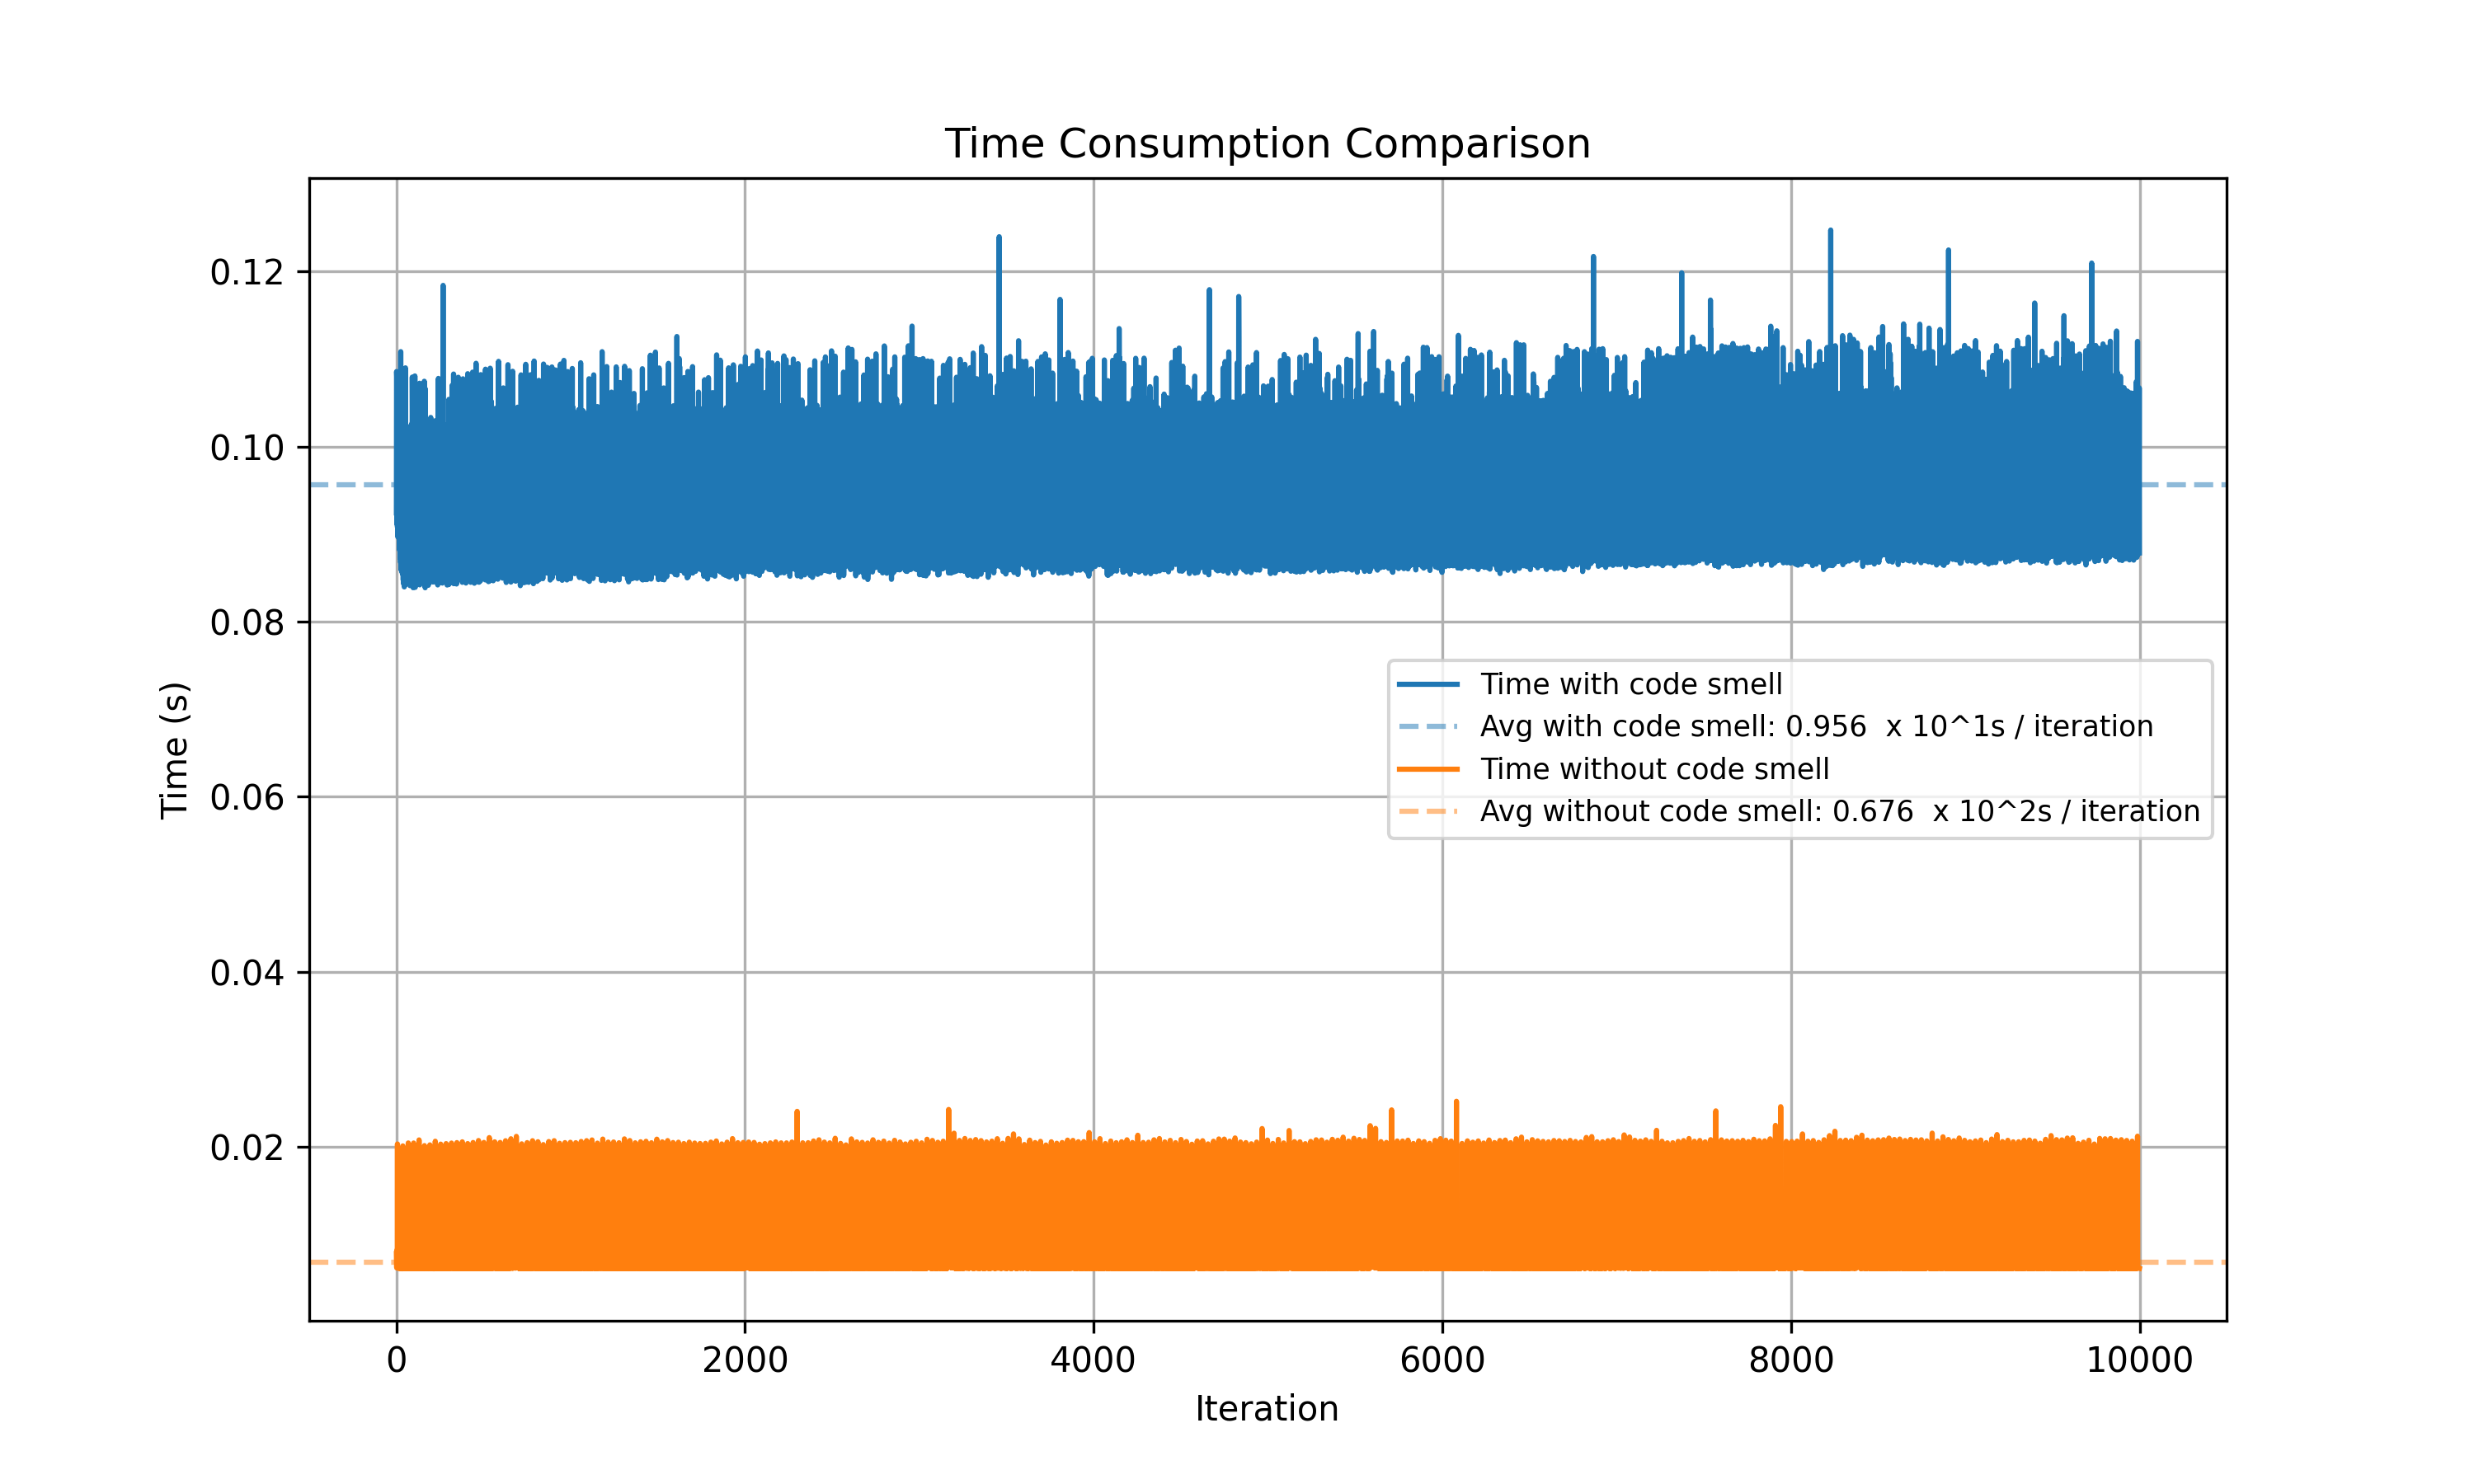 Time Consumption Comparison
0.12
0.10
0.08
0.06
0.04
0.02
Time (s)
Time with code smell
Avg with code smell: 0.956  x 10^1s / iteration
Time without code smell
Avg without code smell: 0.676  x 10^2s / iteration
0 2000 4000 6000 8000 10000
Iteration